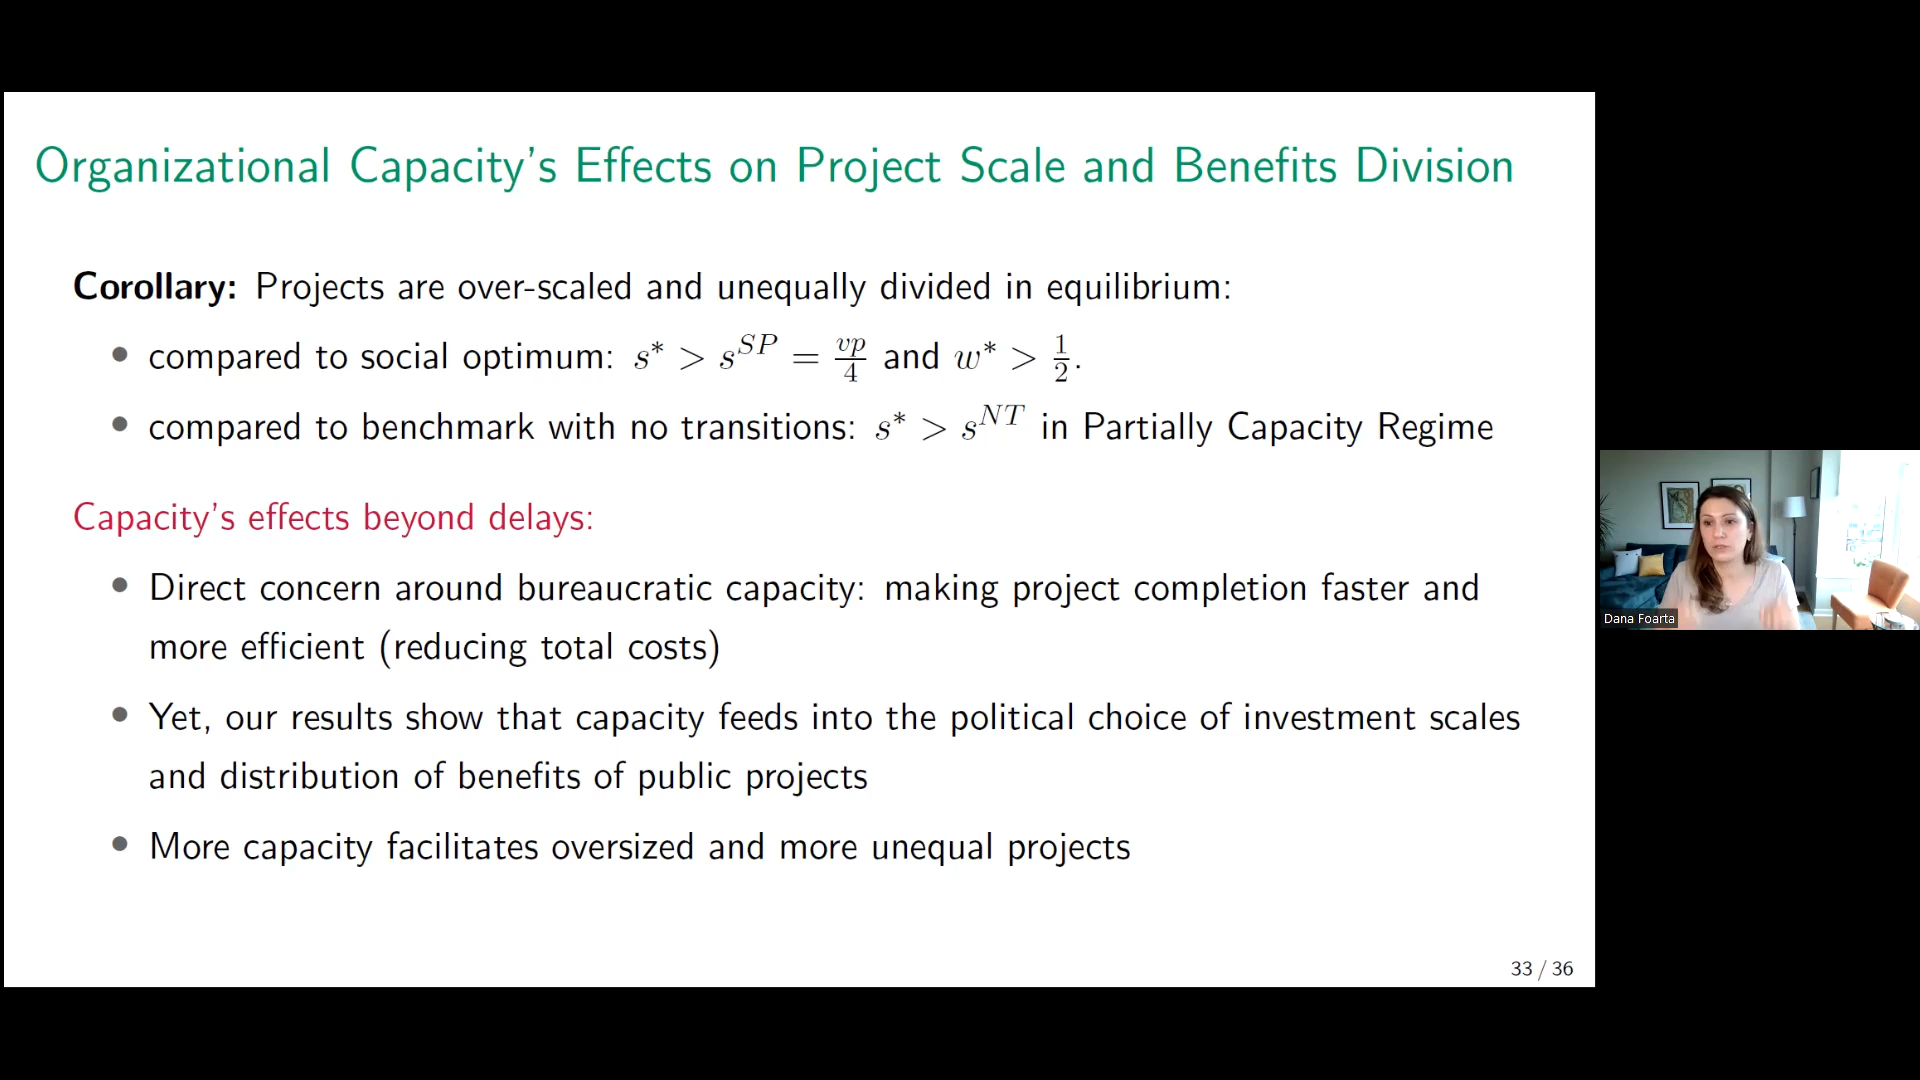 Organizational Capacity's Effects on Project Scale and Benefits Division
Corollary: Projects are over-scaled and unequally divided in equilibrium:
• compared to social optimum: s* > s^{SP} = \frac{vp}{4} and w* > \frac{1}{2}.
• compared to benchmark with no transitions: s* > s^{NT} in Partially Capacity Regime
Capacity's effects beyond delays:
• Direct concern around bureaucratic capacity: making project completion faster and
more efficient (reducing total costs)
• Yet, our results show that capacity feeds into the political choice of investment scales
and distribution of benefits of public projects
• More capacity facilitates oversized and more unequal projects
33 / 36
Dana Foarta